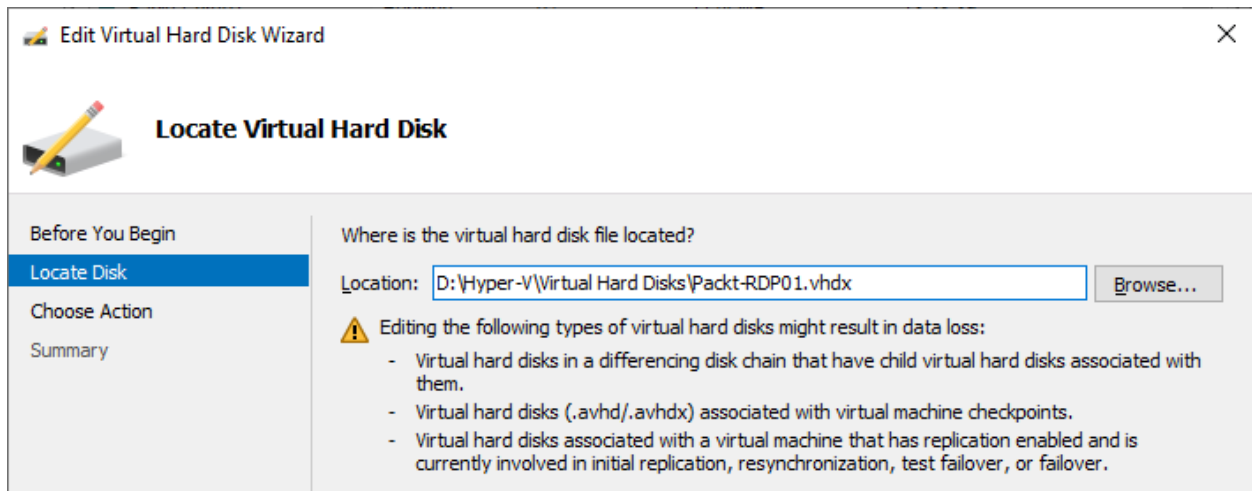 Edit Virtual Hard Disk Wizard
Locate Virtual Hard Disk
Before You Begin
Locate Disk
Choose Action
Summary
Where is the virtual hard disk file located?
Location: D:\Hyper-V\Virtual Hard Disks\Packt-RDP01.vhdx Browse...
Editing the following types of virtual hard disks might result in data loss:
- Virtual hard disks in a differencing disk chain that have child virtual hard disks associated with
them.
- Virtual hard disks (.avhd/.avhdx) associated with virtual machine checkpoints.
- Virtual hard disks associated with a virtual machine that has replication enabled and is
currently involved in initial replication, resynchronization, test failover, or failover.